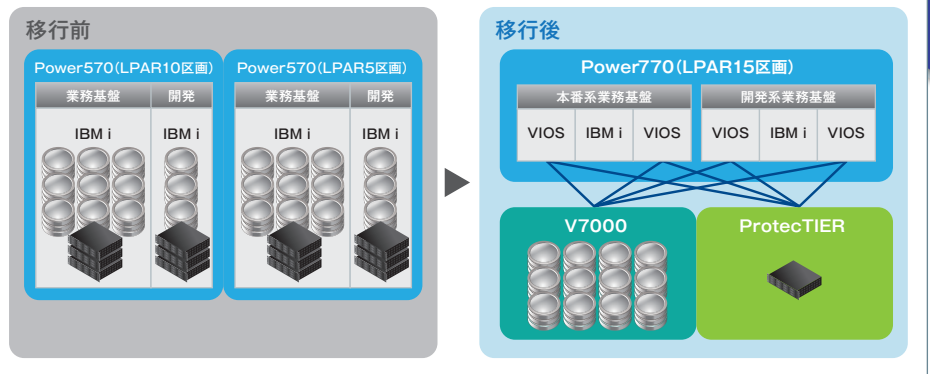 移行前
Power570（LPAR10区画）
業務基盤
開発
IBM i
IBM i
Power570（LPAR5区画）
業務基盤
開発
IBM i
IBM i
移行後
Power770（LPAR15区画）
本番系業務基盤
開発系業務基盤
VIOS
IBM i
VIOS
VIOS
IBM i
VIOS
V7000
ProtecTIER